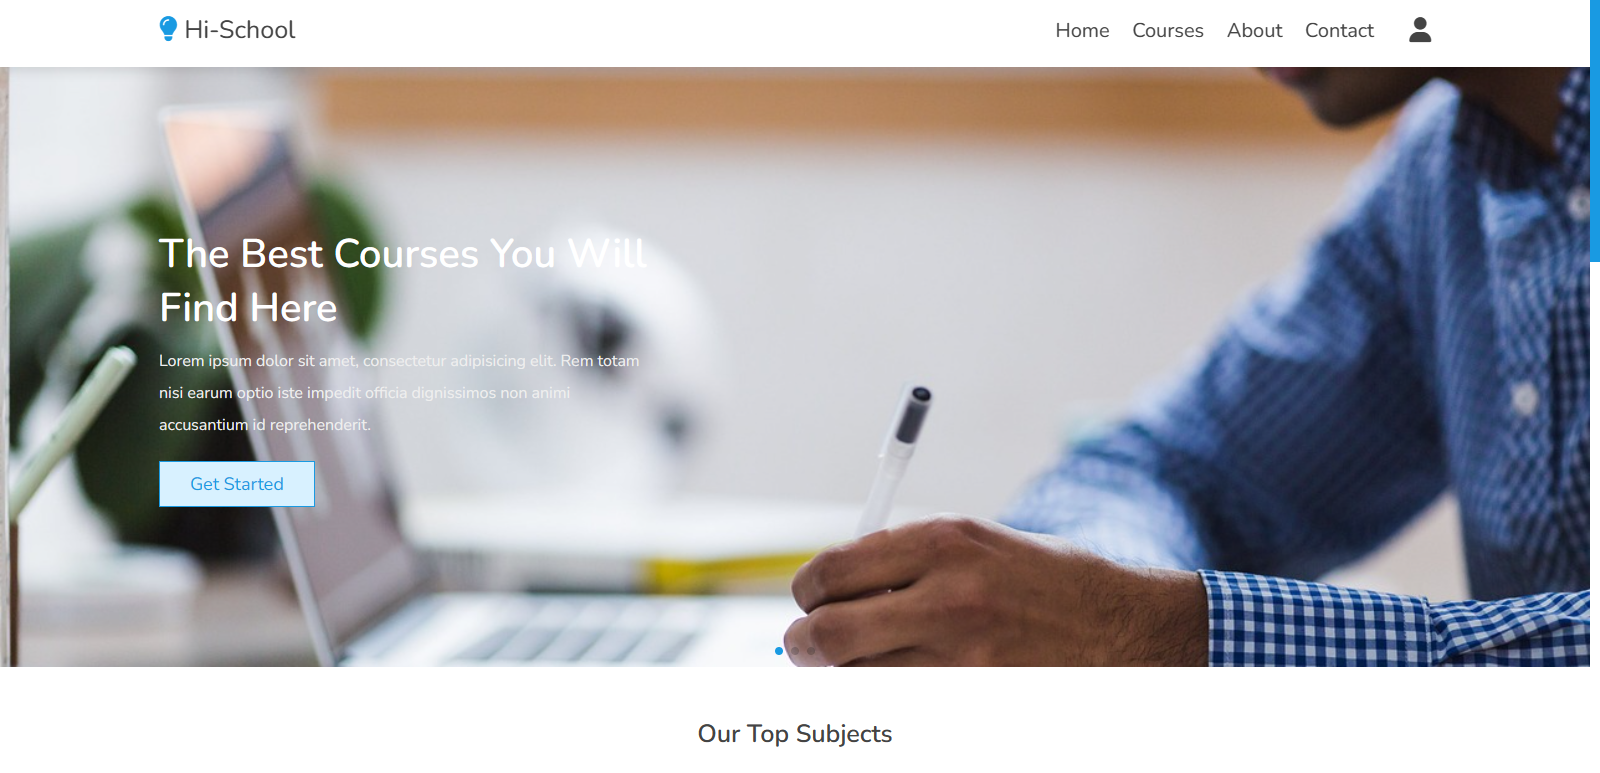 Hi-School
Home Courses About Contact
The Best Courses You Will
Find Here
Lorem ipsum dolor sit amet, consectetur adipisicing elit. Rem totam
nisi earum optio iste impedit officia dignissimos non animi
accusantium id reprehenderit.
Get Started
Our Top Subjects